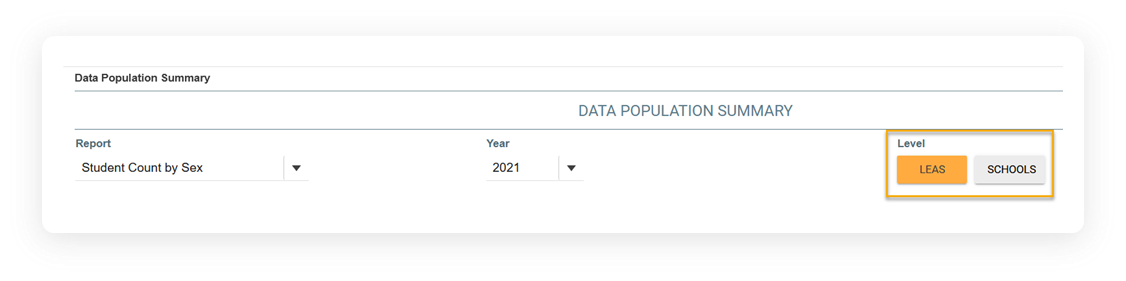 Data Population Summary
DATA POPULATION SUMMARY
Report Year Level
Student Count by Sex 2021 LEAS SCHOOLS